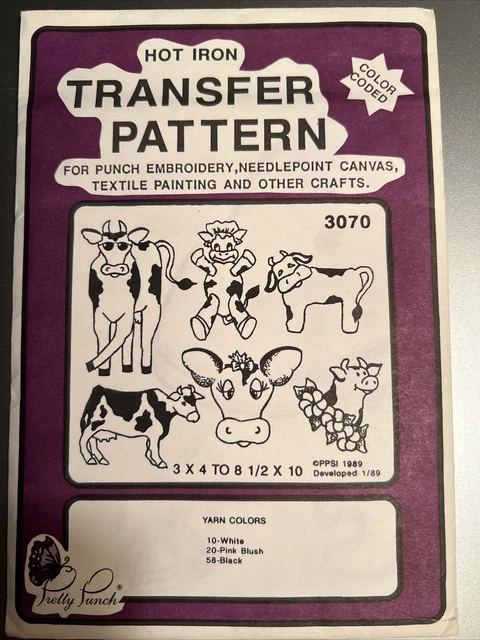 HOT IRON
TRANSFER
PATTERN
COLOR
CODED
FOR PUNCH EMBROIDERY,NEEDLEPOINT CANVAS,
TEXTILE PAINTING AND OTHER CRAFTS.
3070
3 X 4 TO 8 1/2 X 10
©PPSI 1989
Developed 1/89
YARN COLORS
10-White
20-Pink Blush
58-Black
Pretty Punch®